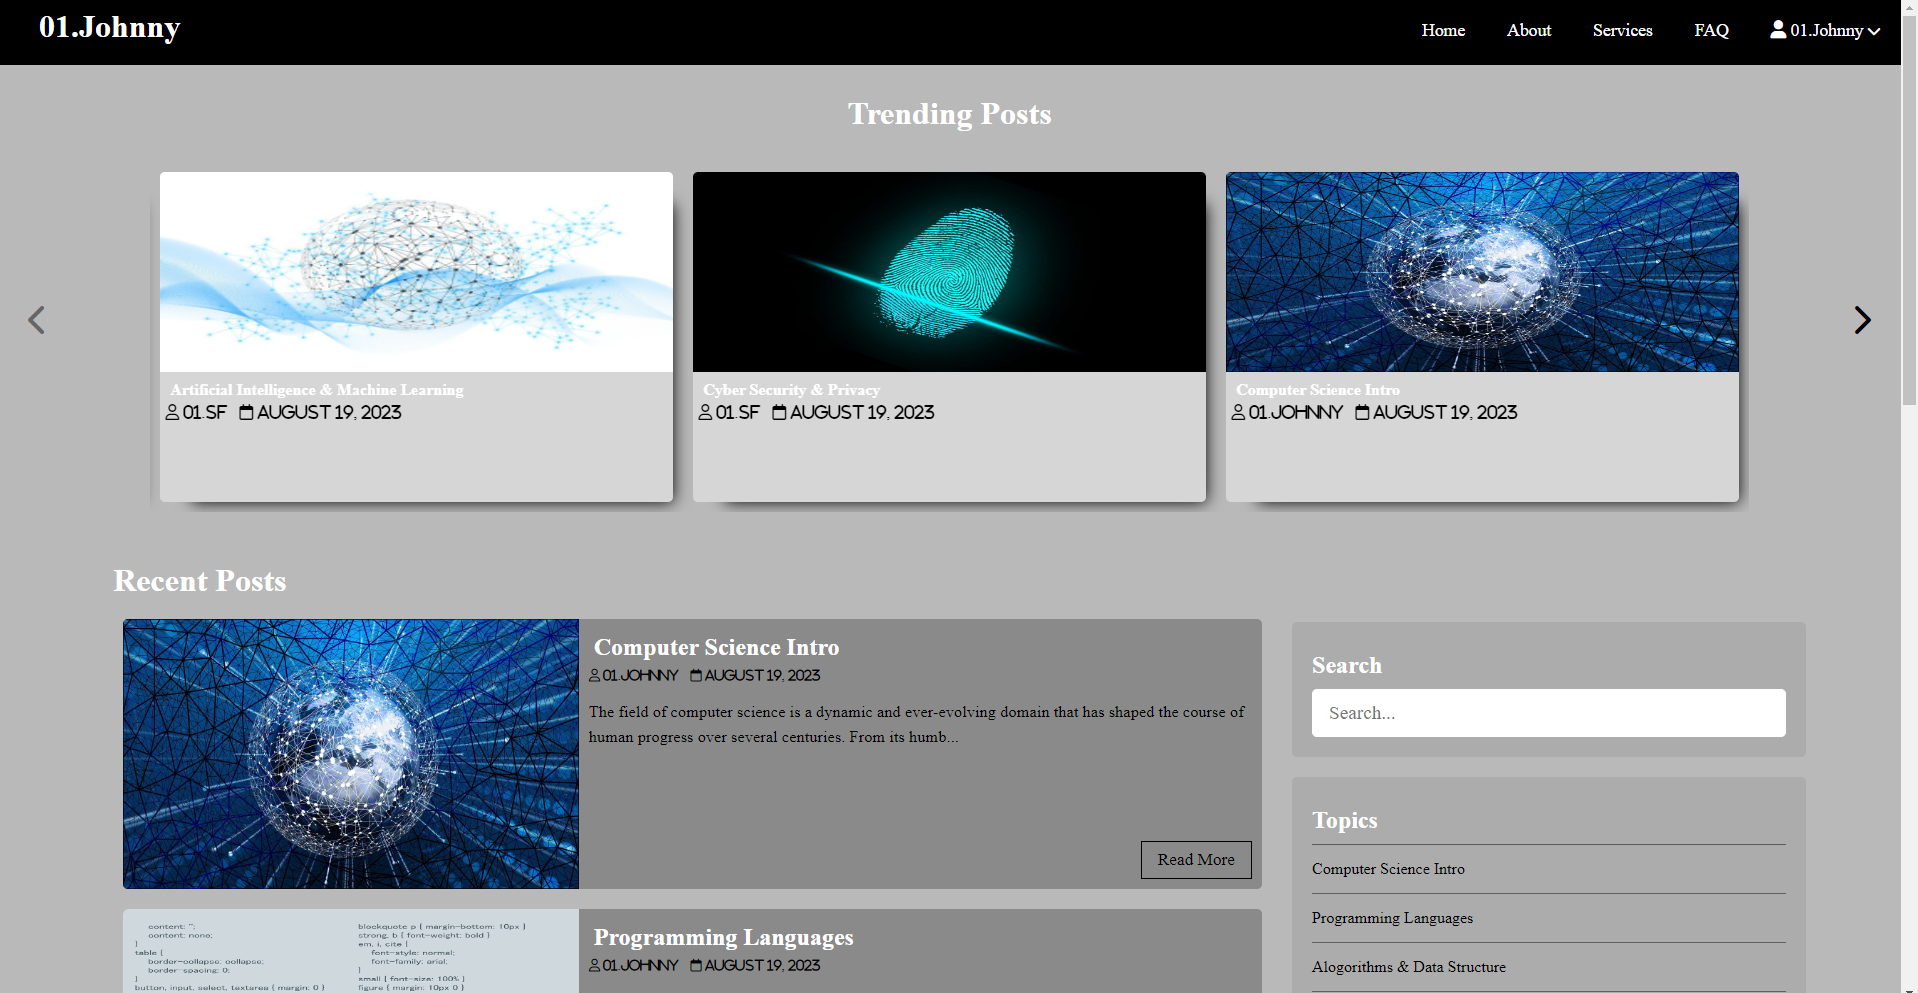 01.Johnny
Home About Services FAQ 01.Johnny
Trending Posts
Artificial Intelligence & Machine Learning
01.SF AUGUST 19, 2023
Cyber Security & Privacy
01.SF AUGUST 19, 2023
Computer Science Intro
01.JOHNNY AUGUST 19, 2023
Recent Posts
Computer Science Intro
01.JOHNNY AUGUST 19, 2023
The field of computer science is a dynamic and ever-evolving domain that has shaped the course of
human progress over several centuries. From its humb...
Read More
content: '';
content: none;
}
table {
border-collapse: collapse;
border-spacing: 0;
}
button, input, select, textarea { margin: 0 }
blockquote p { margin-bottom: 10px }
strong, b { font-weight: bold }
em, i, cite {
font-style: normal;
font-family: arial;
}
small { font-size: 100% }
figure { margin: 10px 0 }
Programming Languages
01.JOHNNY AUGUST 19, 2023
Search
Search...
Topics
Computer Science Intro
Programming Languages
Alogorithms & Data Structure